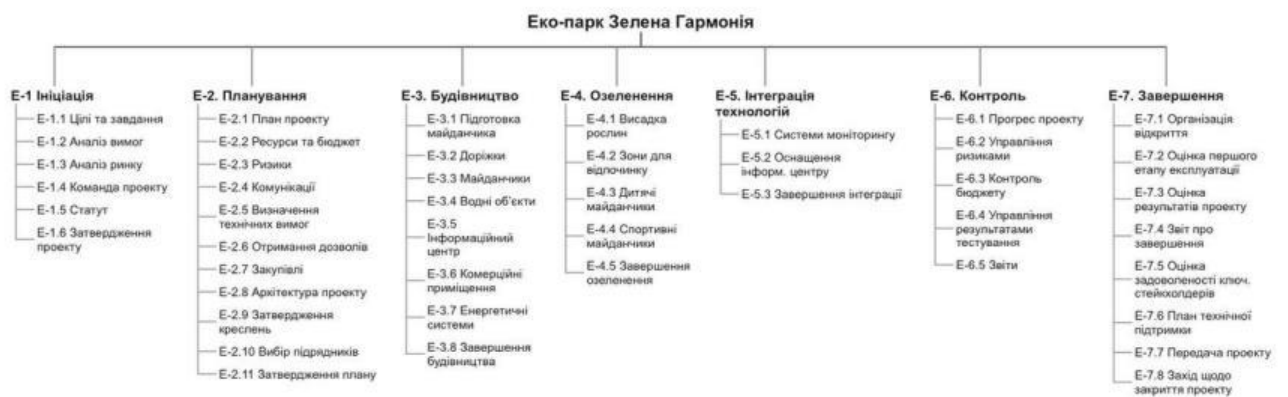 Еко-парк Зелена Гармонія
Е-1 Ініціація
Е-1.1 Цілі та завдання
Е-1.2 Аналіз вимог
Е-1.3 Аналіз ринку
Е-1.4 Команда проекту
Е-1.5 Статут
Е-1.6 Затвердження
проекту
Е-2. Планування
Е-2.1 План проекту
Е-2.2 Ресурси та бюджет
Е-2.3 Ризики
Е-2.4 Комунікації
Е-2.5 Визначення
технічних вимог
Е-2.6 Отримання дозволів
Е-2.7 Закупівлі
Е-2.8 Архітектура проекту
Е-2.9 Затвердження
креслень
Е-2.10 Вибір підрядників
Е-2.11 Затвердження плану
Е-3. Будівництво
Е-3.1 Підготовка
майданчика
Е-3.2 Доріжки
Е-3.3 Майданчики
Е-3.4 Водні об'єкти
Е-3.5
Інформаційний
центр
Е-3.6 Комерційні
приміщення
Е-3.7 Енергетичні
системи
Е-3.8 Завершення
будівництва
Е-4. Озеленення
Е-4.1 Висадка
рослин
Е-4.2 Зони для
відпочинку
Е-4.3 Дитячі
майданчики
Е-4.4 Спортивні
майданчики
Е-4.5 Завершення
озеленення
Е-5. Інтеграція
технологій
Е-5.1 Системи моніторингу
Е-5.2 Оснащення
інформ. центру
Е-5.3 Завершення інтеграції
Е-6. Контроль
Е-6.1 Прогрес проекту
Е-6.2 Управління
ризиками
Е-6.3 Контроль
бюджету
Е-6.4 Управління
результатами
тестування
Е-6.5 Звіти
Е-7. Завершення
Е-7.1 Організація
відкриття
Е-7.2 Оцінка першого
етапу експлуатації
Е-7.3 Оцінка
результатів проекту
Е-7.4 Звіт про
завершення
Е-7.5 Оцінка
задоволеності ключ.
стейкхолдерів
Е-7.6 План технічної
підтримки
Е-7.7 Передача проекту
Е-7.8 Захід щодо
закриття проекту